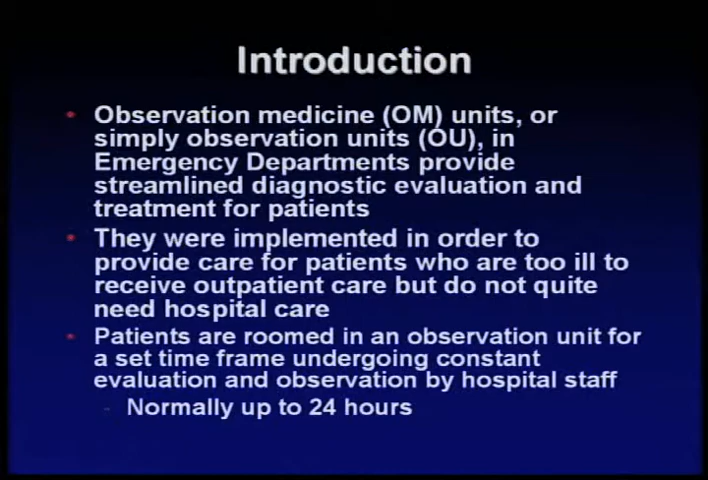 Introduction
• Observation medicine (OM) units, or
simply observation units (OU), in
Emergency Departments provide
streamlined diagnostic evaluation and
treatment for patients
• They were implemented in order to
provide care for patients who are too ill to
receive outpatient care but do not quite
need hospital care
• Patients are roomed in an observation unit for
a set time frame undergoing constant
evaluation and observation by hospital staff
- Normally up to 24 hours